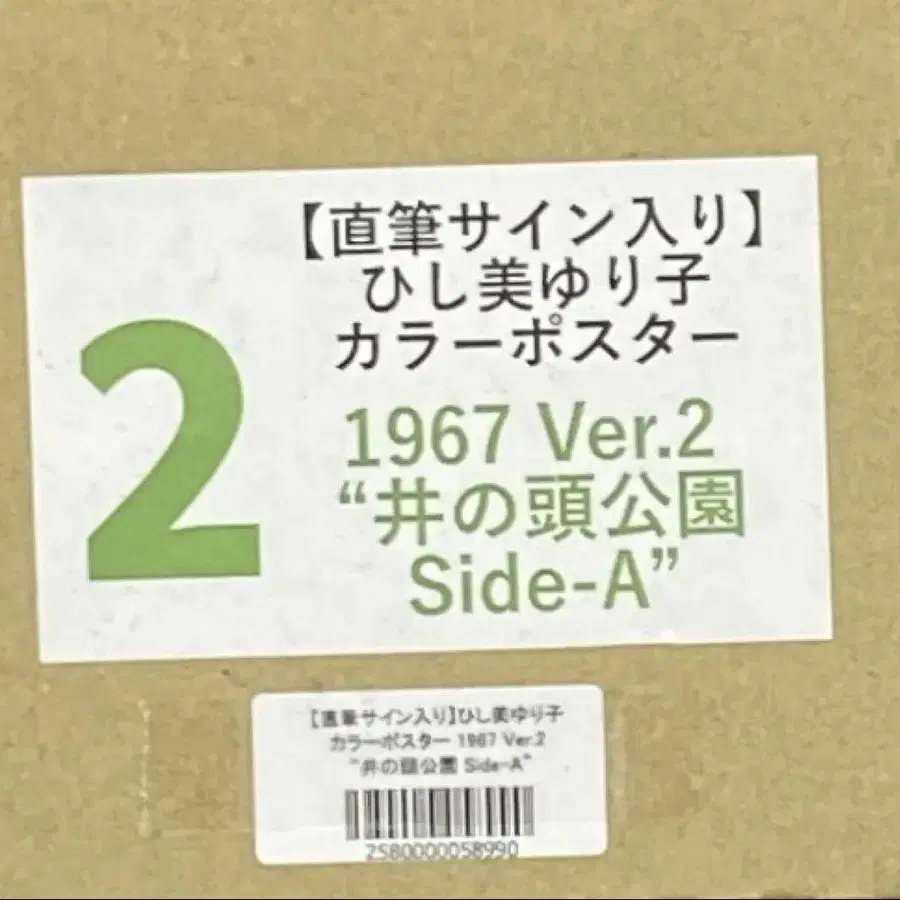 2
【直筆サイン入り】
ひし美ゆり子
カラーポスター
1967 Ver.2
“井の頭公園
Side-A”
【直筆サイン入り】ひし美ゆり子
カラーポスター 1967 Ver.2
“井の頭公園 Side-A”
2580000058990